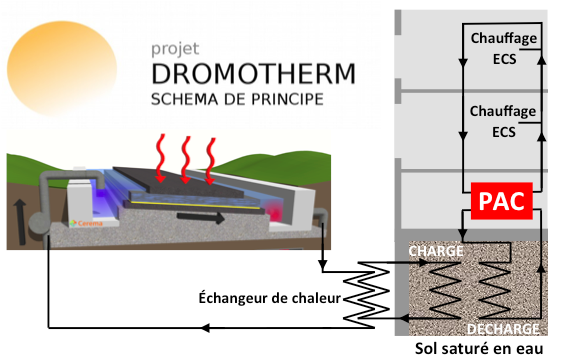 projet
DROMOTHERM
SCHEMA DE PRINCIPE
Chauffage
ECS
Chauffage
ECS
PAC
Carema
CHARGE
Échangeur de chaleur
DECHARGE
Sol saturé en eau